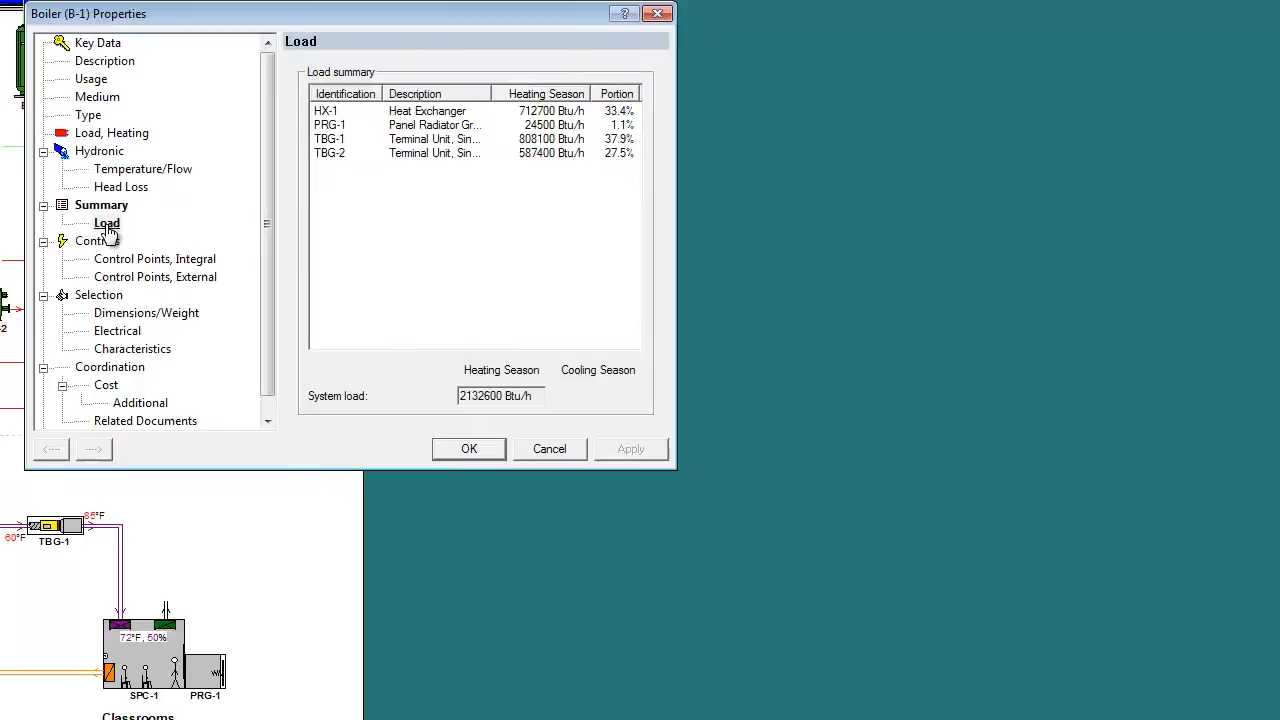 Boiler (B-1) Properties
?
Key Data
Description
Usage
Medium
Type
Load, Heating
Hydronic
Temperature/Flow
Head Loss
Summary
Load
Control Points, Integral
Control Points, External
Selection
Dimensions/Weight
Electrical
Characteristics
Coordination
Cost
Additional
Related Documents
<---- ---->
Load
Load summary
Identification Description Heating Season Portion
HX-1 Heat Exchanger 712700 Btu/h 33.4%
PRG-1 Panel Radiator Gr... 24500 Btu/h 1.1%
TBG-1 Terminal Unit, Sin... 808100 Btu/h 37.9%
TBG-2 Terminal Unit, Sin... 587400 Btu/h 27.5%
Heating Season Cooling Season
System load: 2132600 Btu/h
OK Cancel Apply
85°F
60°F
TBG-1
72°F, 50%
SPC-1 PRG-1
Classrooms